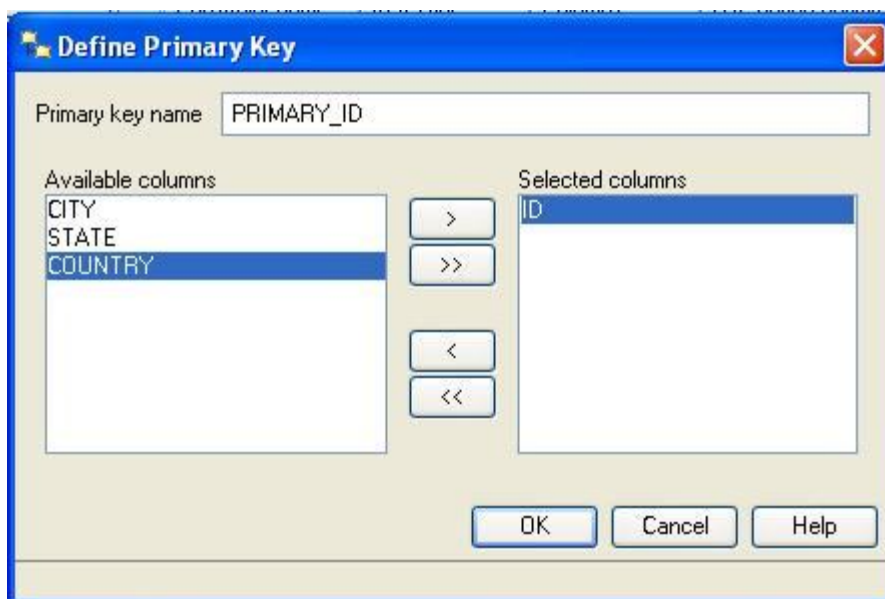 Define Primary Key
Primary key name PRIMARY_ID
Available columns
CITY
STATE
COUNTRY
>
>>
<
<<
Selected columns
ID
OK Cancel Help